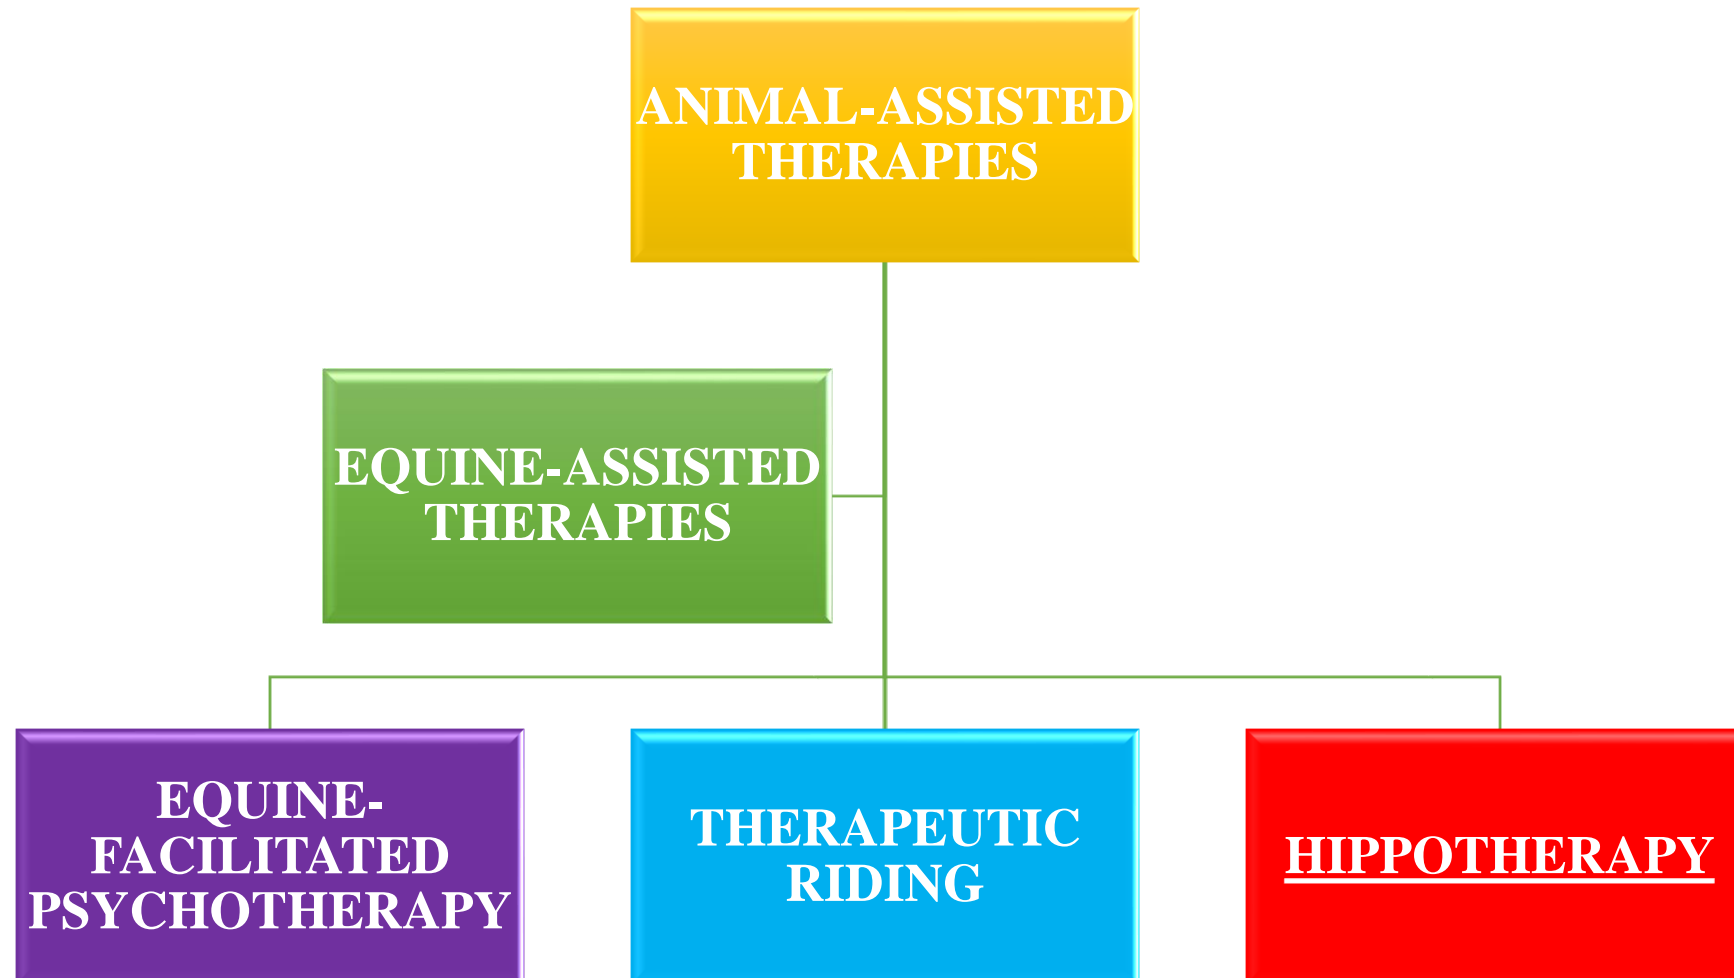 ANIMAL-ASSISTED
THERAPIES
EQUINE-ASSISTED
THERAPIES
EQUINE-
FACILITATED
PSYCHOTHERAPY
THERAPEUTIC
RIDING
HIPPOTHERAPY